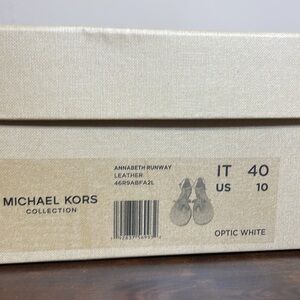 ANNABETH RUNWAY
LEATHER
46R9ABFA2L
MICHAEL KORS
COLLECTION
IT 40
US 10
OPTIC WHITE